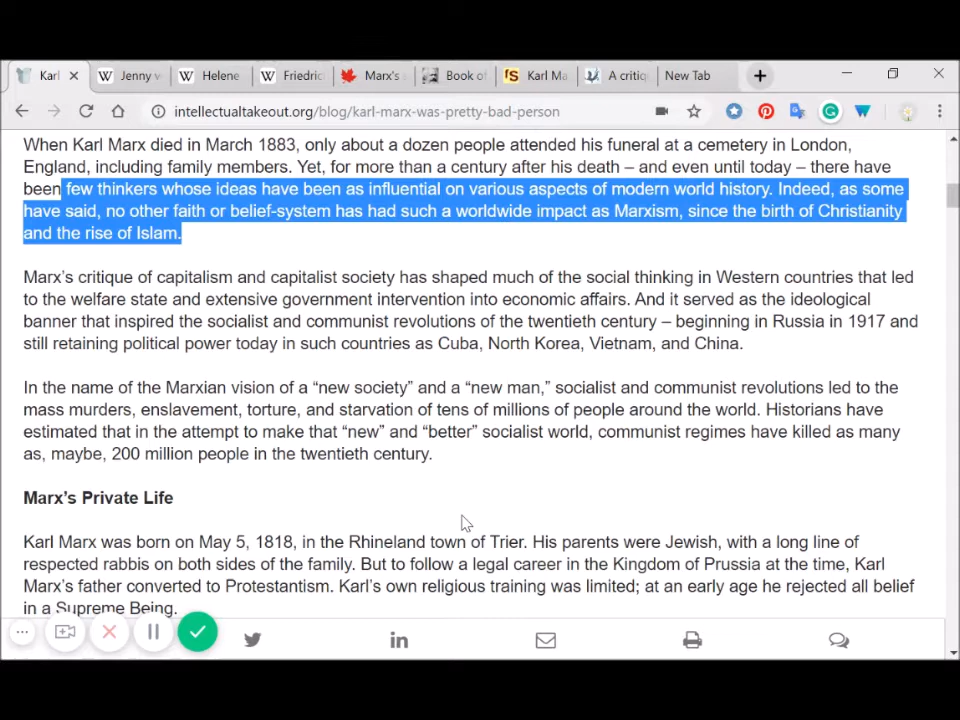 Karl
Jenny v
Helene
Friedric
Marx's
Book of
Karl Ma
A critiq
New Tab
intellectualtakeout.org/blog/karl-marx-was-pretty-bad-person
When Karl Marx died in March 1883, only about a dozen people attended his funeral at a cemetery in London,
England, including family members. Yet, for more than a century after his death – and even until today – there have
been few thinkers whose ideas have been as influential on various aspects of modern world history. Indeed, as some
have said, no other faith or belief-system has had such a worldwide impact as Marxism, since the birth of Christianity
and the rise of Islam.
Marx's critique of capitalism and capitalist society has shaped much of the social thinking in Western countries that led
to the welfare state and extensive government intervention into economic affairs. And it served as the ideological
banner that inspired the socialist and communist revolutions of the twentieth century – beginning in Russia in 1917 and
still retaining political power today in such countries as Cuba, North Korea, Vietnam, and China.
In the name of the Marxian vision of a “new society” and a “new man,” socialist and communist revolutions led to the
mass murders, enslavement, torture, and starvation of tens of millions of people around the world. Historians have
estimated that in the attempt to make that “new” and “better” socialist world, communist regimes have killed as many
as, maybe, 200 million people in the twentieth century.
Marx's Private Life
Karl Marx was born on May 5, 1818, in the Rhineland town of Trier. His parents were Jewish, with a long line of
respected rabbis on both sides of the family. But to follow a legal career in the Kingdom of Prussia at the time, Karl
Marx's father converted to Protestantism. Karl's own religious training was limited; at an early age he rejected all belief
in a Supreme Being.